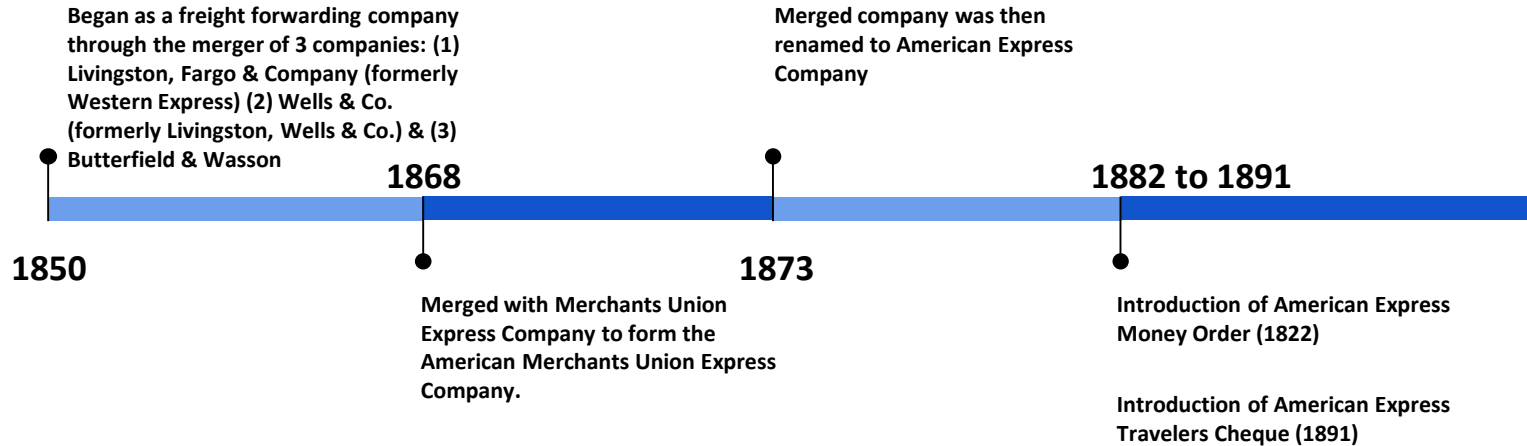 Began as a freight forwarding company
through the merger of 3 companies: (1)
Livingston, Fargo & Company (formerly
Western Express) (2) Wells & Co.
(formerly Livingston, Wells & Co.) & (3)
Butterfield & Wasson
1850
1868
Merged with Merchants Union
Express Company to form the
American Merchants Union Express
Company.
Merged company was then
renamed to American Express
Company
1873
1882 to 1891
Introduction of American Express
Money Order (1822)
Introduction of American Express
Travelers Cheque (1891)